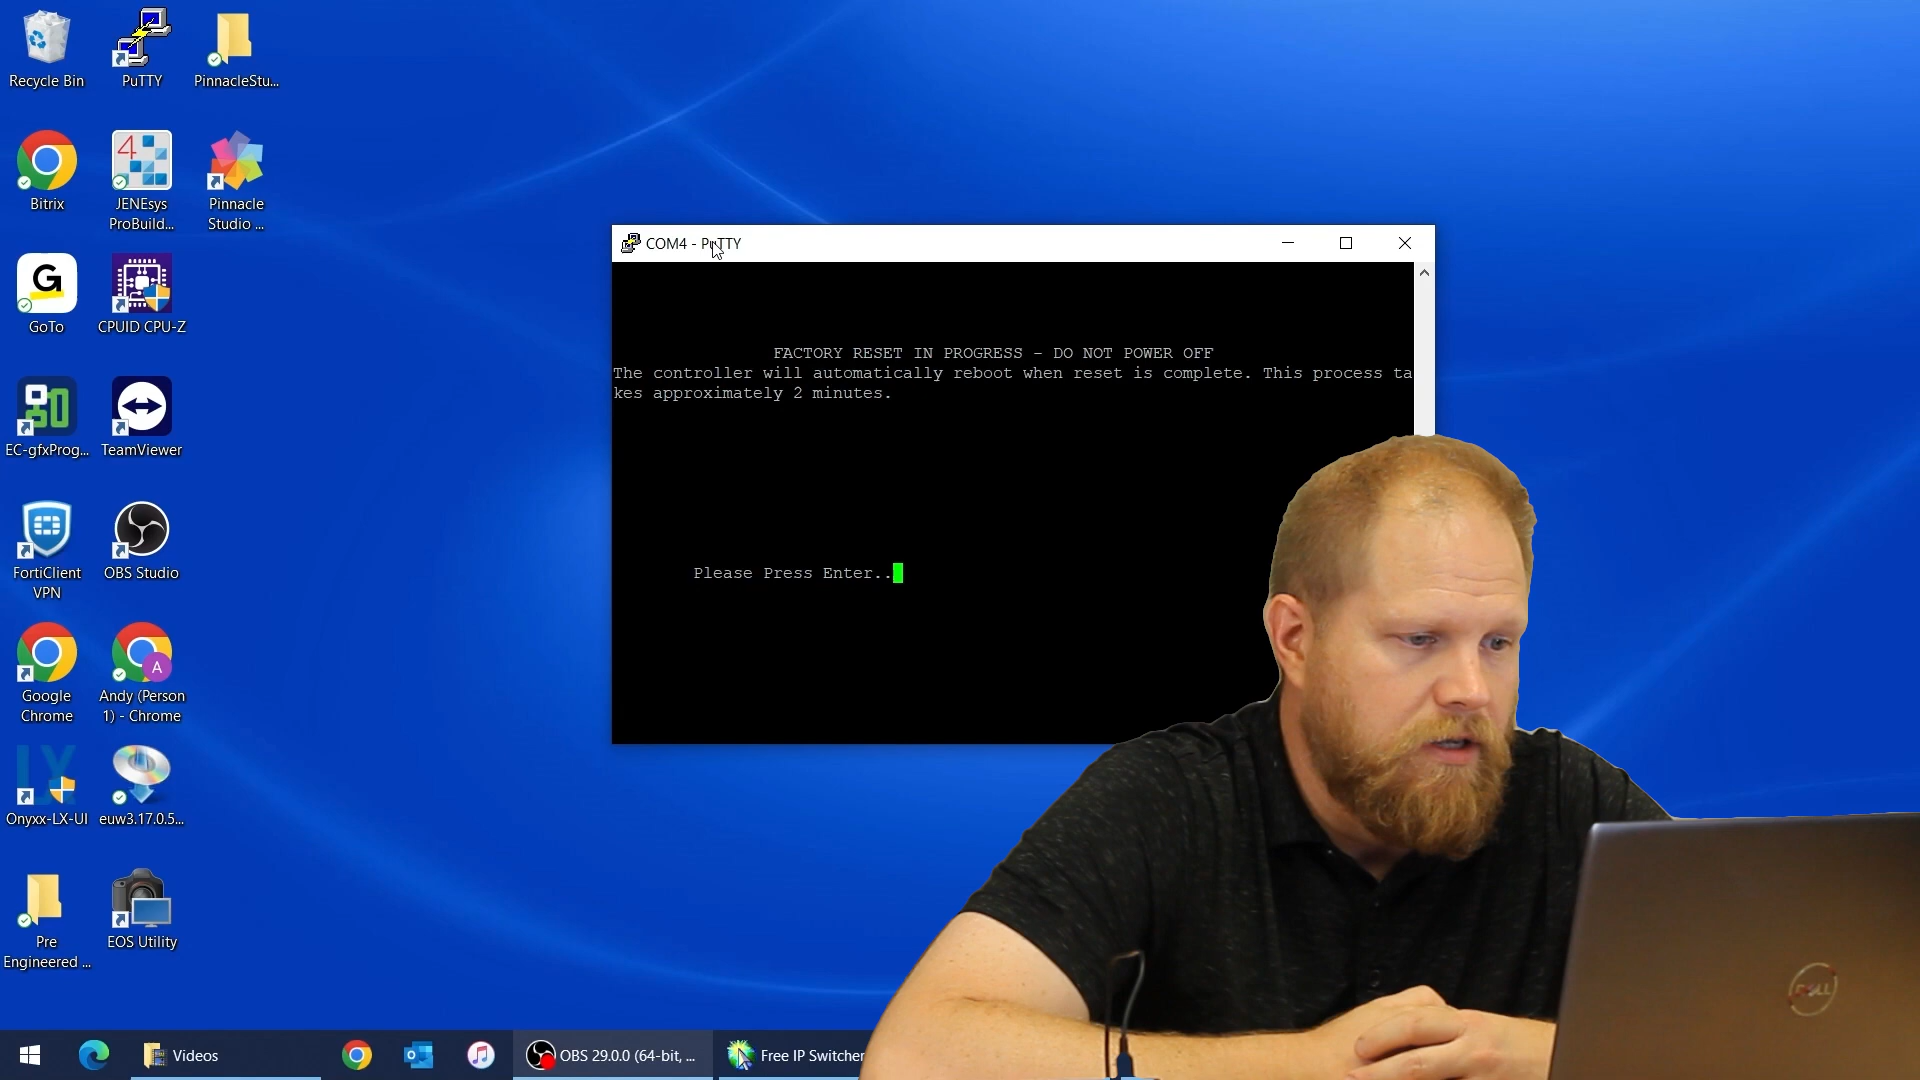 Recycle Bin
PuTTY
PinnacleStu...
Bitrix
4
JENEsys
ProBuild...
Pinnacle
Studio ...
G
GoTo
CPUID CPU-Z
EC-gfxProg...
TeamViewer
FortiClient
VPN
OBS Studio
Google
Chrome
A
Andy (Person
1) - Chrome
LX
Onyxx-LX-UI
euw3.17.0.5...
Pre
Engineered ...
EOS Utility
COM4 - PuTTY
FACTORY RESET IN PROGRESS - DO NOT POWER OFF
The controller will automatically reboot when reset is complete. This process ta
kes approximately 2 minutes.
Please Press Enter..
DELL
Videos
OBS 29.0.0 (64-bit, ...
Free IP Switcher